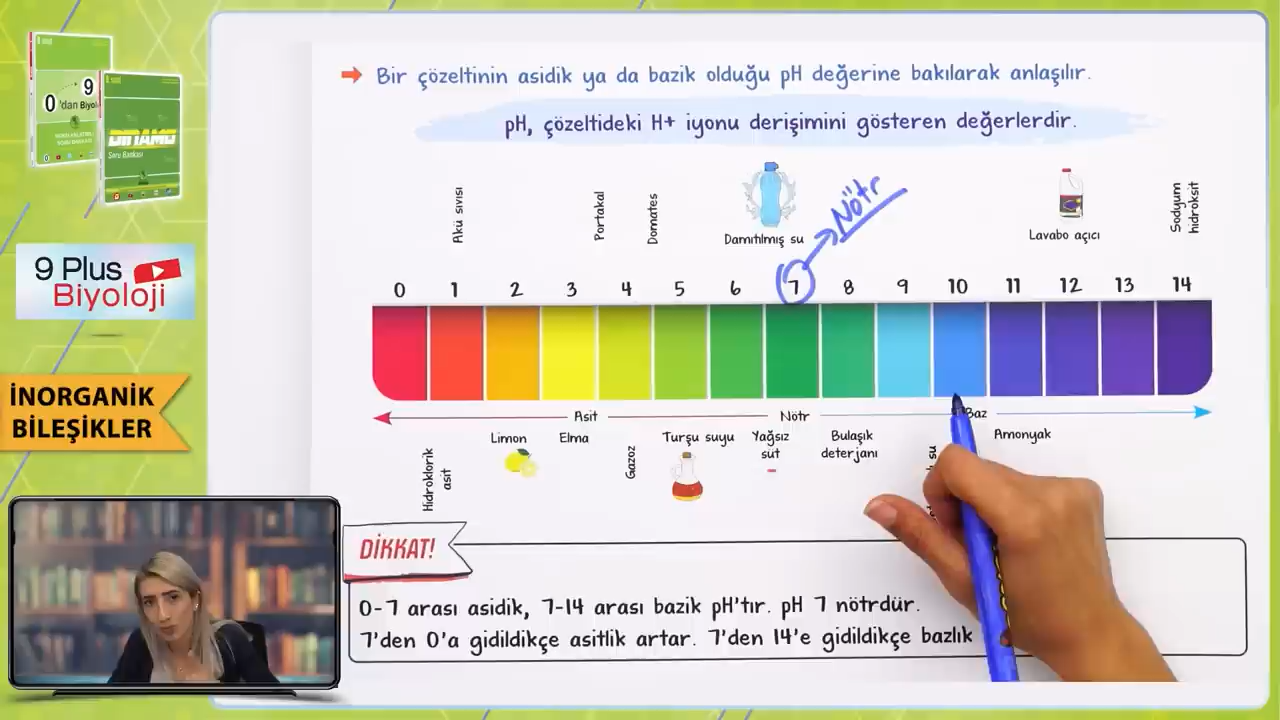 9
0 'dan Biyolo
DİNAMO
Soru Bankası
9 Plus
Biyoloji
İNORGANİK
BİLEŞİKLER
Bir çözeltinin asidik ya da bazik olduğu pH değerine bakılarak anlaşılır.
pH, çözeltideki H+ iyonu derişimini gösteren değerlerdir.
Akü sıvısı
Portakal
Domates
Damıtılmış su
Nötr
Lavabo açıcı
Sodyum
hidroksit
0 1 2 3 4 5 6 7 8 9 10 11 12 13 14
Asit Nötr Baz
Hidroklorik
asit
Limon
Elma
Gazoz
Turşu suyu
Yağsız
süt
Bulaşık
deterjanı
su
Amonyak
DİKKAT!
0-7 arası asidik, 7-14 arası bazik pH'tır. pH 7 nötrdür.
7'den 0'a gidildikçe asitlik artar. 7'den 14'e gidildikçe bazlık